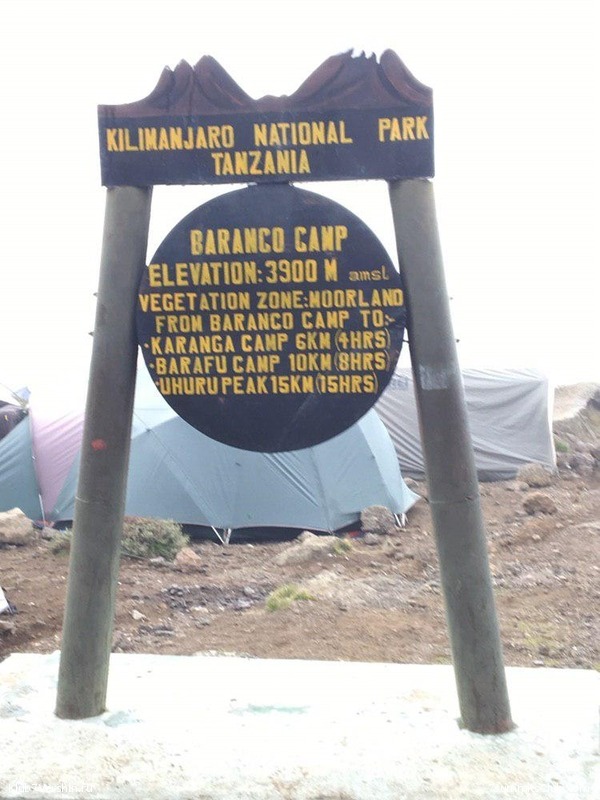 KILIMANJARO NATIONAL PARK
TANZANIA
BARANCO CAMP
ELEVATION: 3900 M amsl
VEGETATION ZONE:MOORLAND
FROM BARANCO CAMP TO:-
·KARANGA CAMP 6KM (4HRS)
·BARAFU CAMP 10KM (8HRS)
·UHURU PEAK 15KM (15HRS)